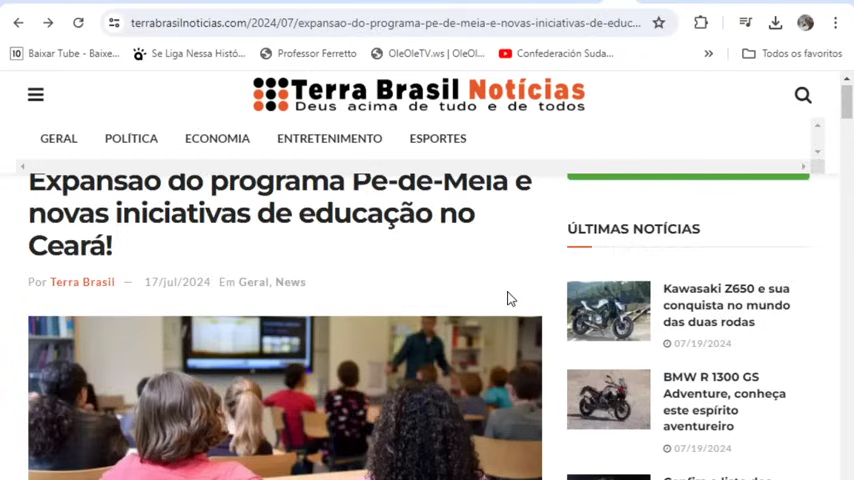 terrabrasilnoticias.com/2024/07/expansao-do-programa-pe-de-meia-e-novas-iniciativas-de-educ...
Baixar Tube - Baixe... Se Liga Nessa Histó... Professor Ferretto OleOleTV.ws | OleOl... Confederación Suda... » Todos os favoritos
Terra Brasil Notícias
Deus acima de tudo e de todos
GERAL POLÍTICA ECONOMIA ENTRETENIMENTO ESPORTES
Expansão do programa Pé-de-Meia e
novas iniciativas de educação no
Ceará!
Por Terra Brasil — 17/jul/2024 Em Geral, News
ÚLTIMAS NOTÍCIAS
Kawasaki Z650 e sua
conquista no mundo
das duas rodas
07/19/2024
BMW R 1300 GS
Adventure, conheça
este espírito
aventureiro
07/19/2024